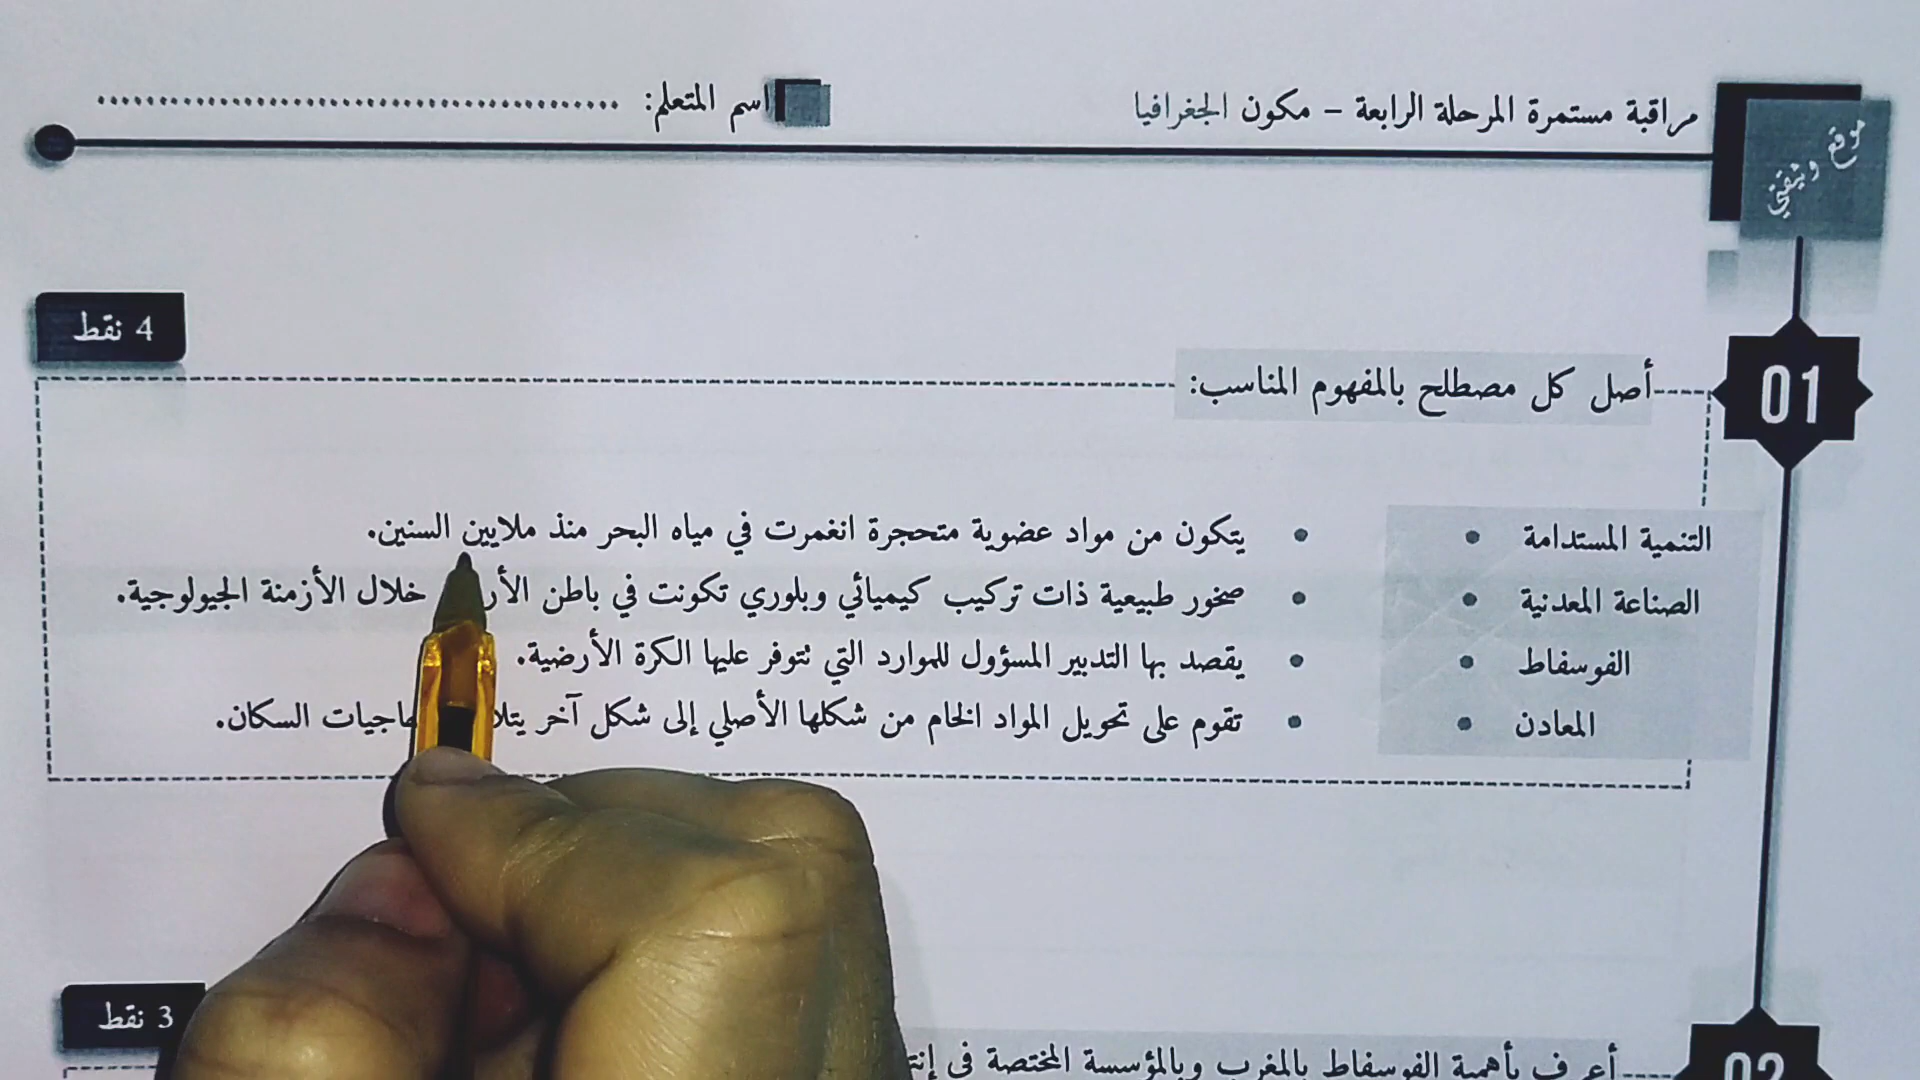 موقع وثيقتي
مراقبة مستمرة المرحلة الرابعة – مكون الجغرافيا
اسم المتعلم: ..................................................
4 نقط
01
أصل كل مصطلح بالمفهوم المناسب:
التنمية المستدامة • • يتكون من مواد عضوية متحجرة انغمرت في مياه البحر منذ ملايين السنين.
الصناعة المعدنية • • صخور طبيعية ذات تركيب كيميائي وبلوري تكونت في باطن خلال الأزمنة الجيولوجية.
الفوسفاط • • يقصد بها التدبير المسؤول للموارد التي تتوفر عليها الكرة الأرضية.
المعادن • • تقوم على تحويل المواد الخام من شكلها الأصلي إلى شكل آخر السكان.
3 نقط
02
أعرف بأهمية الفوسفاط بالمغرب وبالمؤسسة المختصة في